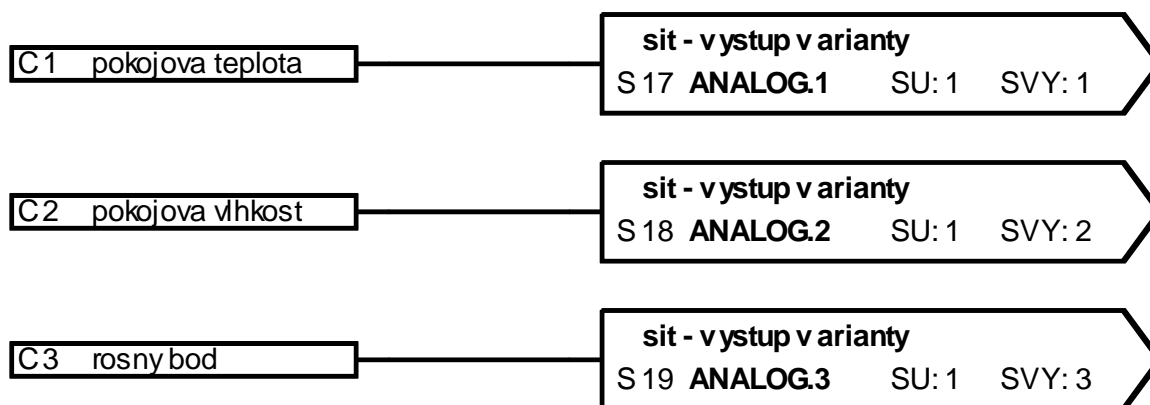 sit - vystup varianty
C1 pokojova teplota
S17 ANALOG.1 SU: 1 SVY: 1
sit - vystup varianty
C2 pokojova vlhkost
S18 ANALOG.2 SU: 1 SVY: 2
sit - vystup varianty
C3 rosny bod
S19 ANALOG.3 SU: 1 SVY: 3